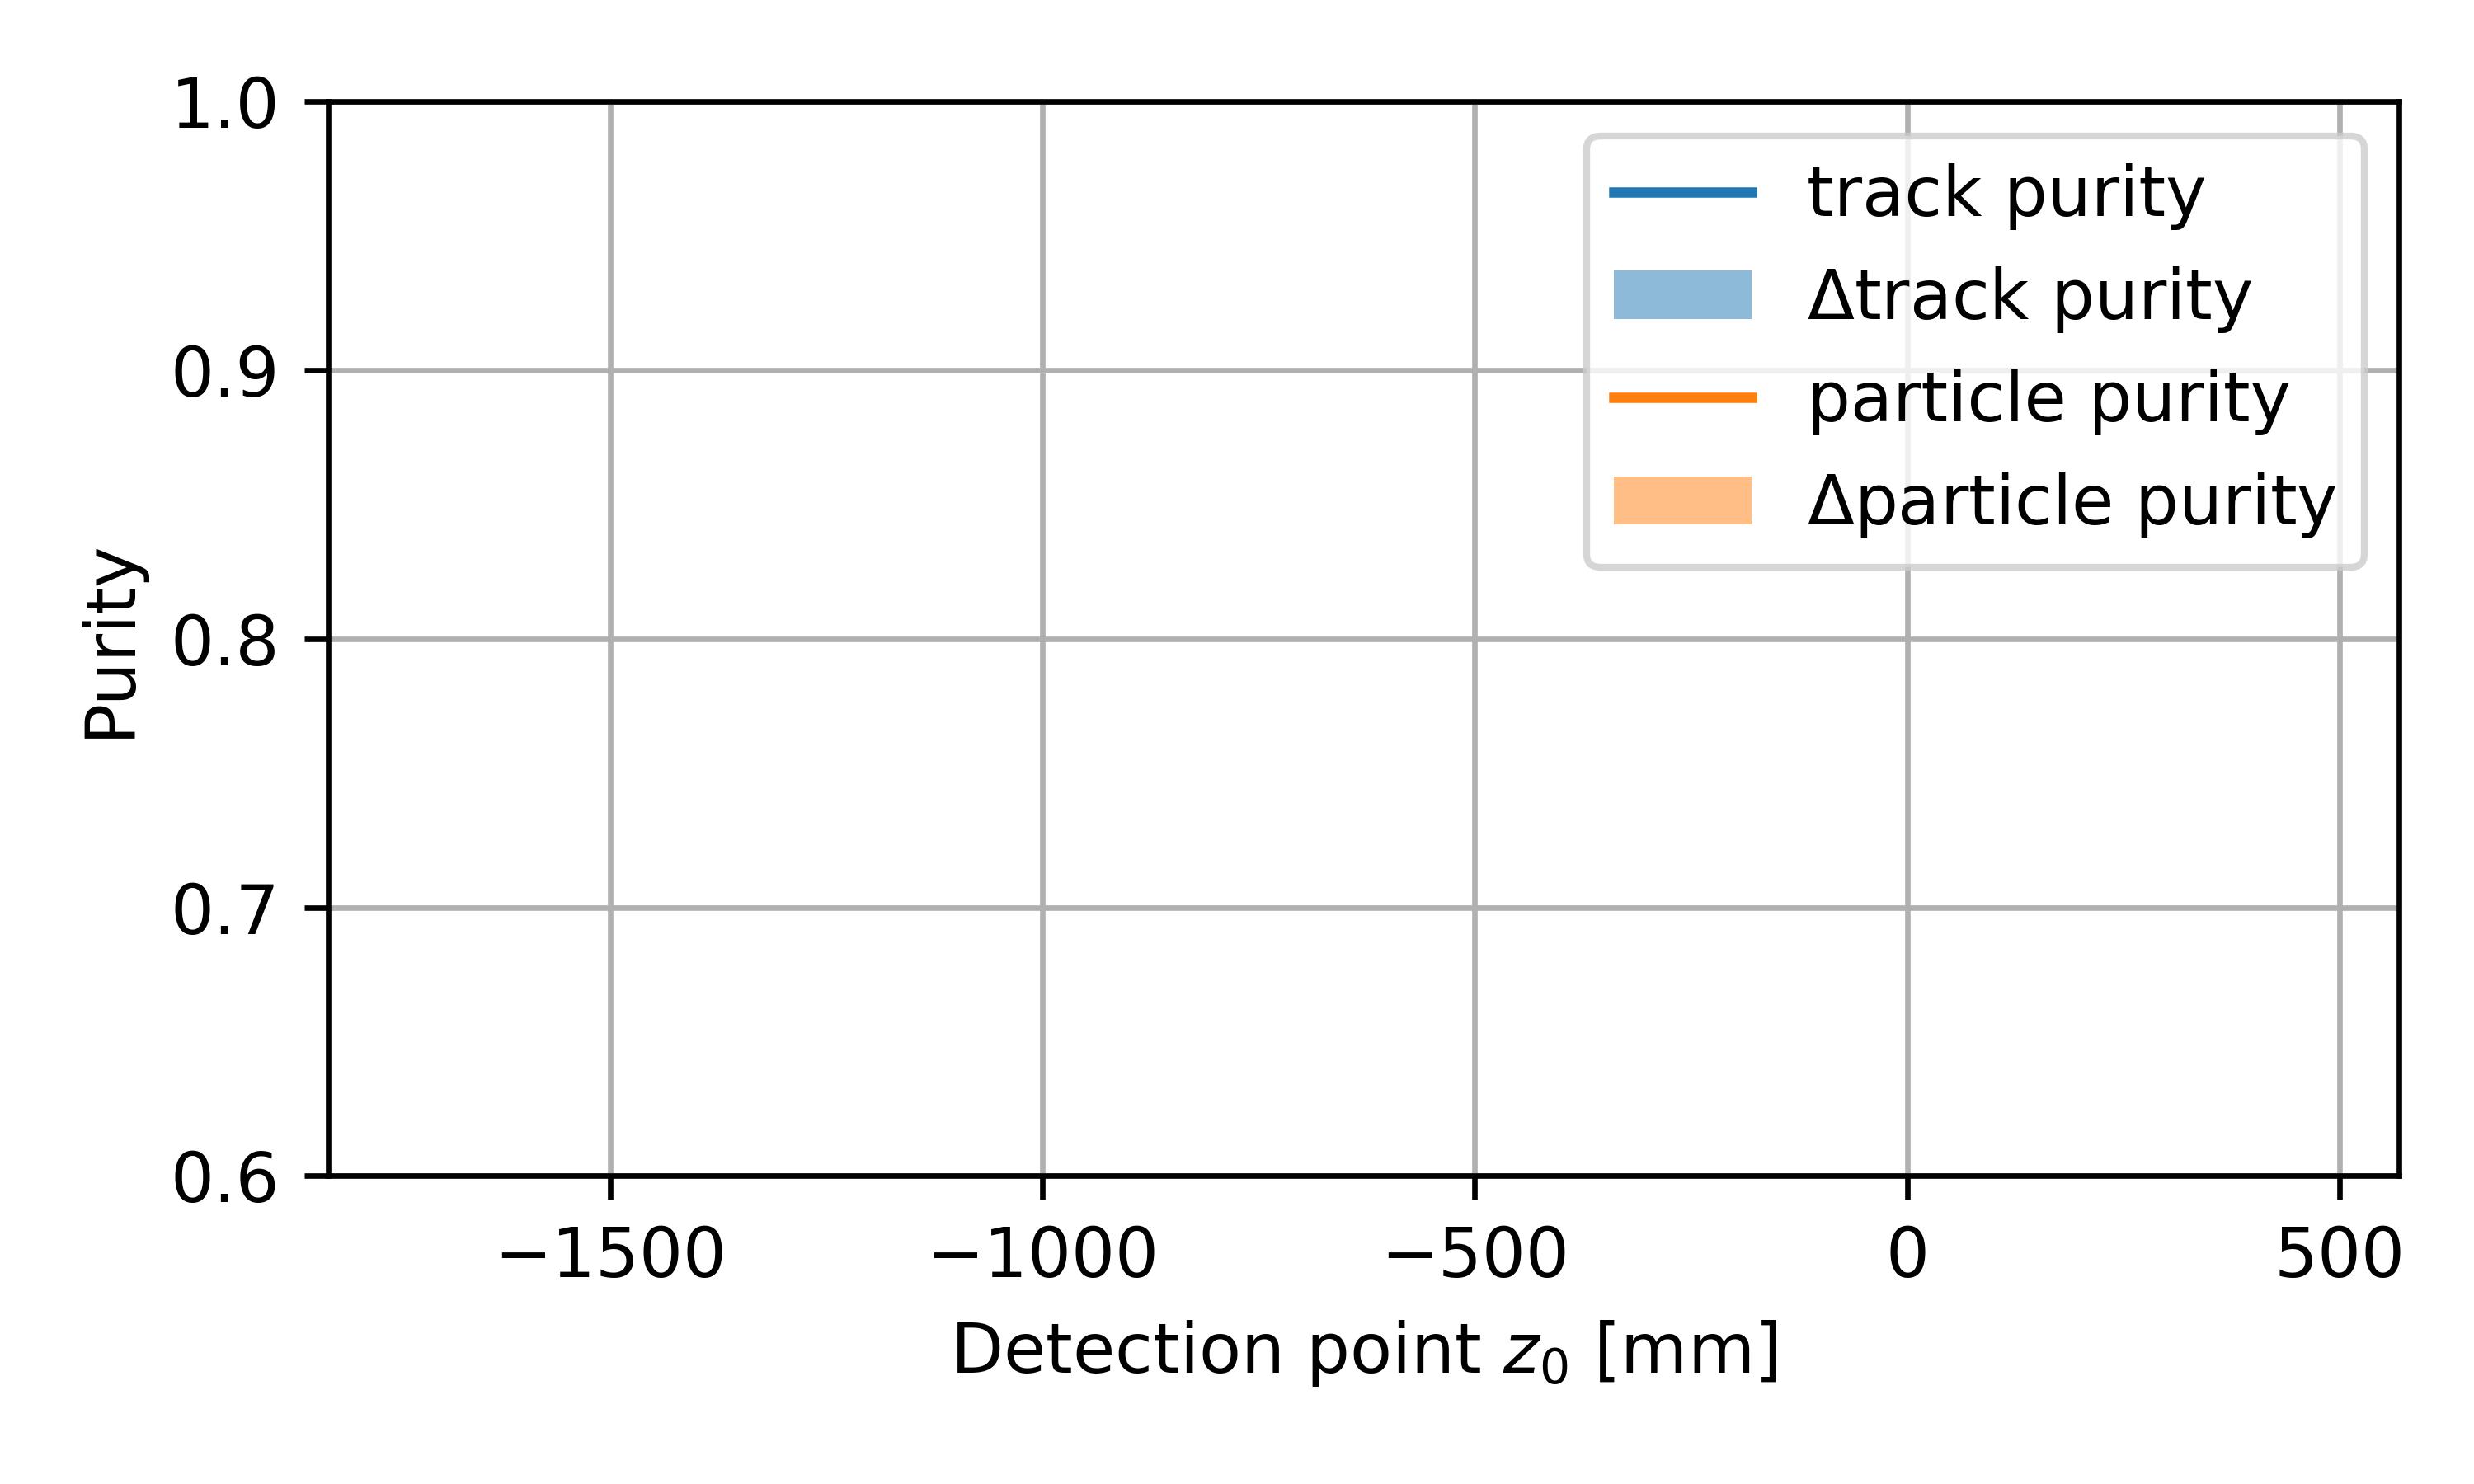 1.0
0.9
0.8
0.7
0.6
Purity
track purity
Δtrack purity
particle purity
Δparticle purity
−1500 −1000 −500 0 500
Detection point z₀ [mm]